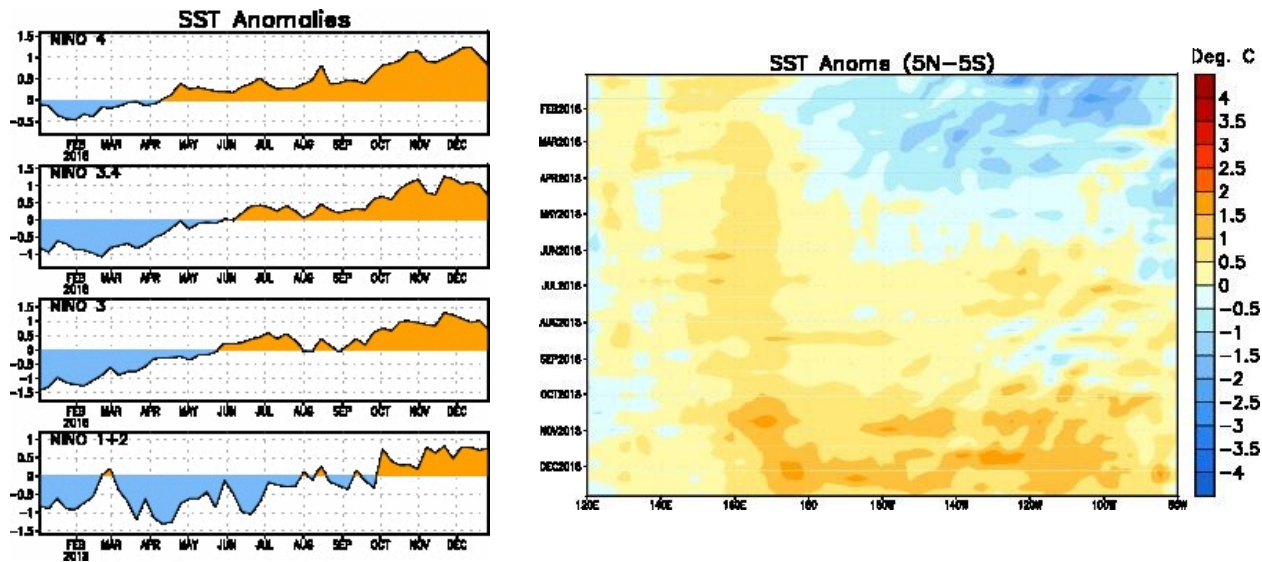 SST Anomalies
NINO 4
1.5
1
0.5
0
-0.5
FEB MAR APR MAY JUN JUL AUG SEP OCT NOV DEC
2018
NINO 3.4
1.5
1
0.5
0
-0.5
-1
FEB MAR APR MAY JUN JUL AUG SEP OCT NOV DEC
2018
NINO 3
1.5
1
0.5
0
-0.5
-1
-1.5
FEB MAR APR MAY JUN JUL AUG SEP OCT NOV DEC
2018
NINO 1+2
1
0.5
0
-0.5
-1
-1.5
FEB MAR APR MAY JUN JUL AUG SEP OCT NOV DEC
2018
SST Anoms (5N-5S)
FEB2018
MAR2018
APR2018
MAY2018
JUN2018
JUL2018
AUG2018
SEP2018
OCT2018
NOV2018
DEC2018
120E 140E 160E 180 160W 140W 120W 100W 80W
Deg. C
4
3.5
3
2.5
2
1.5
1
0.5
0
-0.5
-1
-1.5
-2
-2.5
-3
-3.5
-4